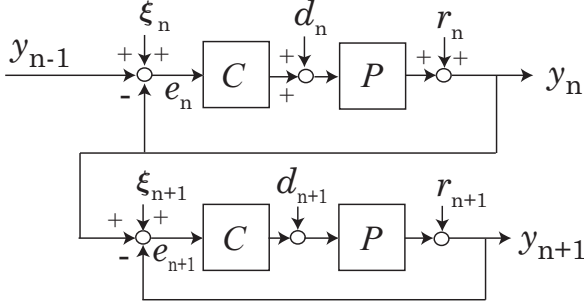 ξn dn rn
yn-1 + + + + + +
- en C + P yn
ξn+1 dn+1 rn+1
+ +
- en+1 C P yn+1